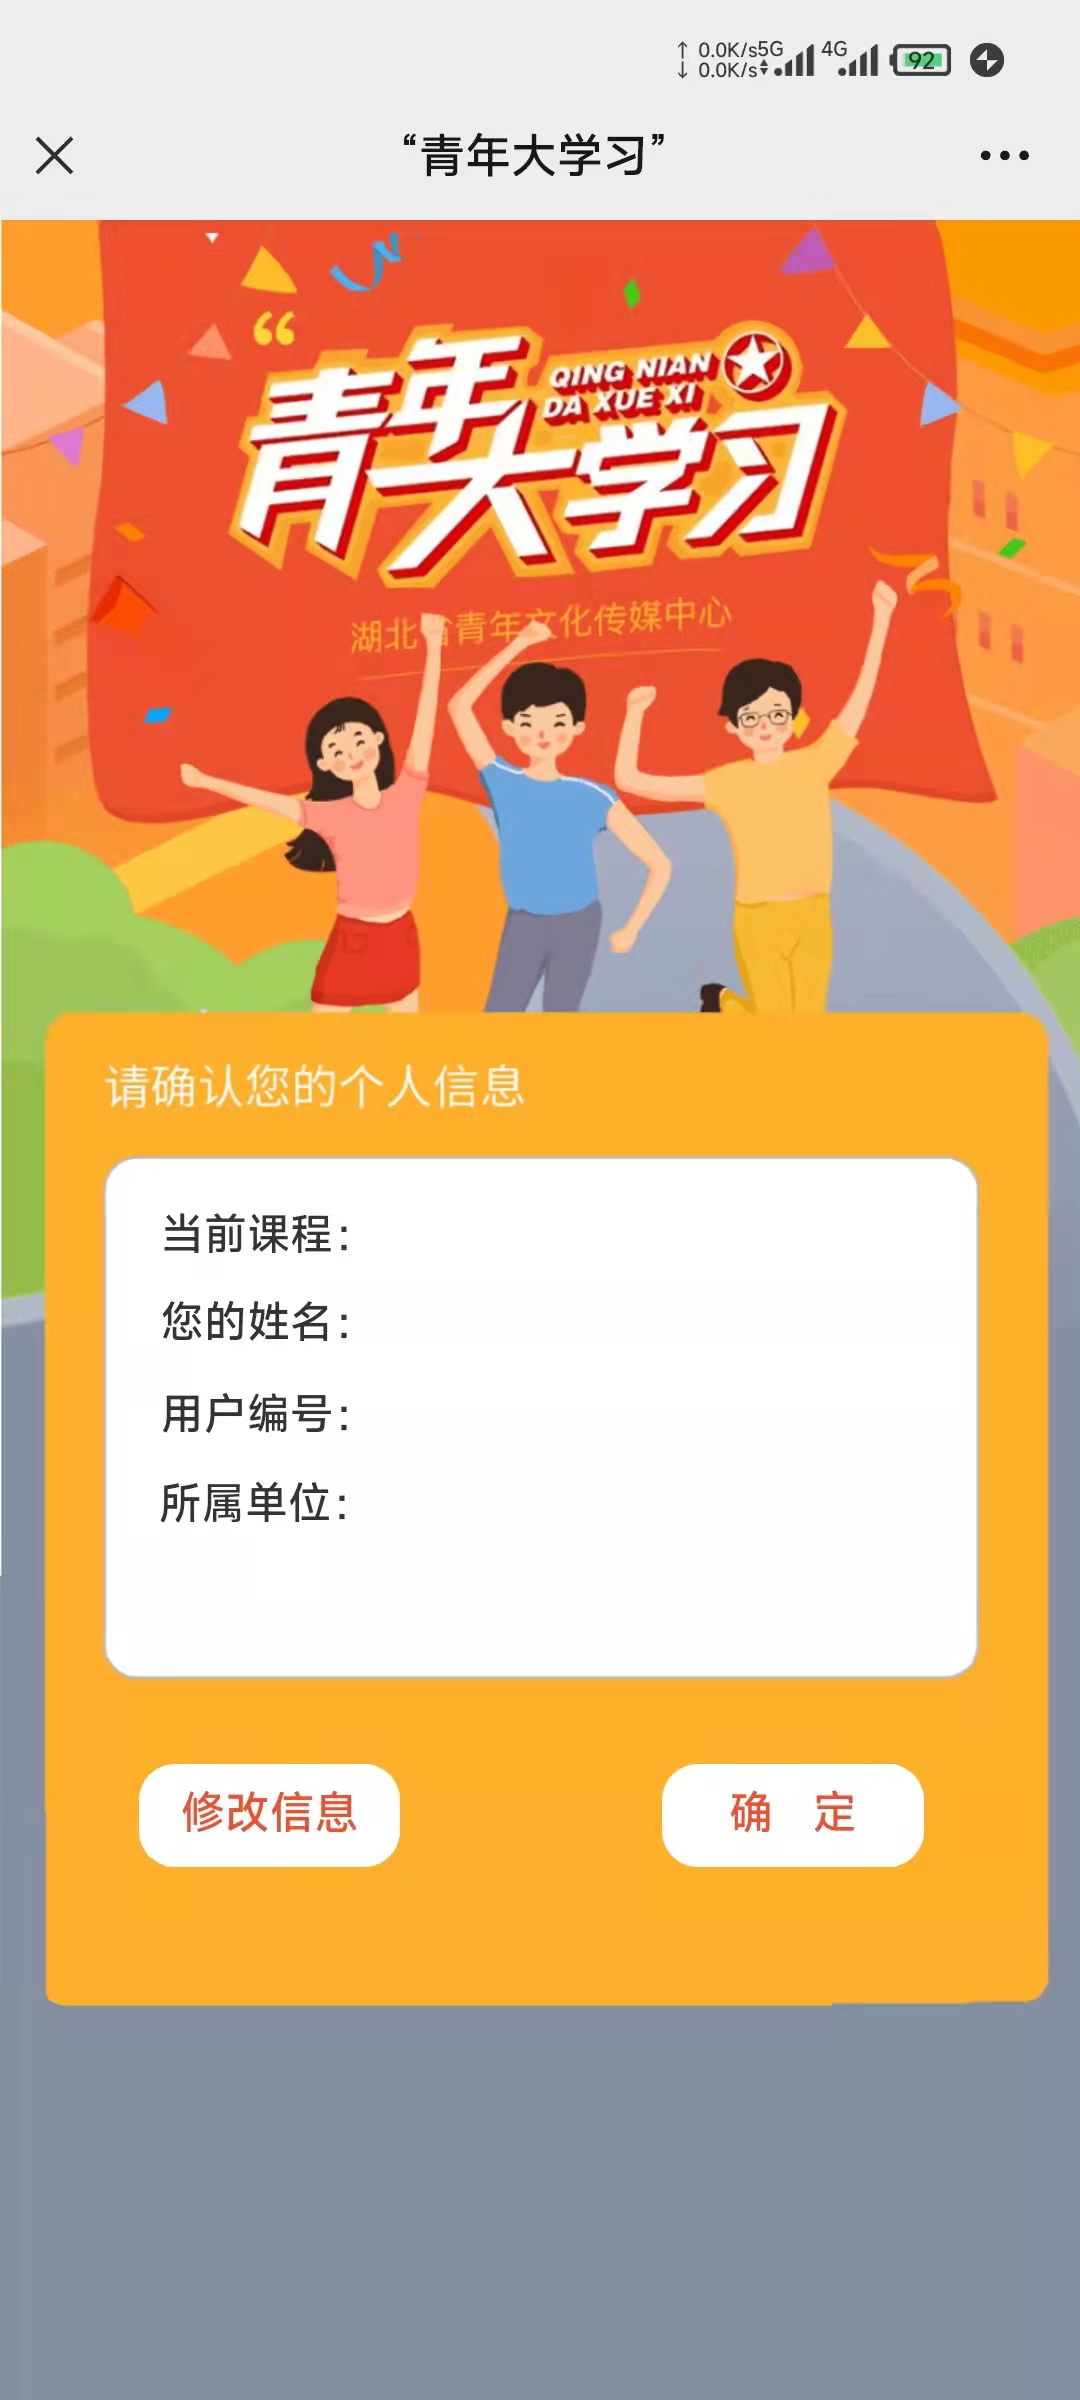 0.0K/s 5G 4G 92
0.0K/s
“青年大学习”
“
青年大学习
QING NIAN
DA XUE XI
湖北省青年文化传媒中心
请确认您的个人信息
当前课程：
您的姓名：
用户编号：
所属单位：
修改信息 确 定